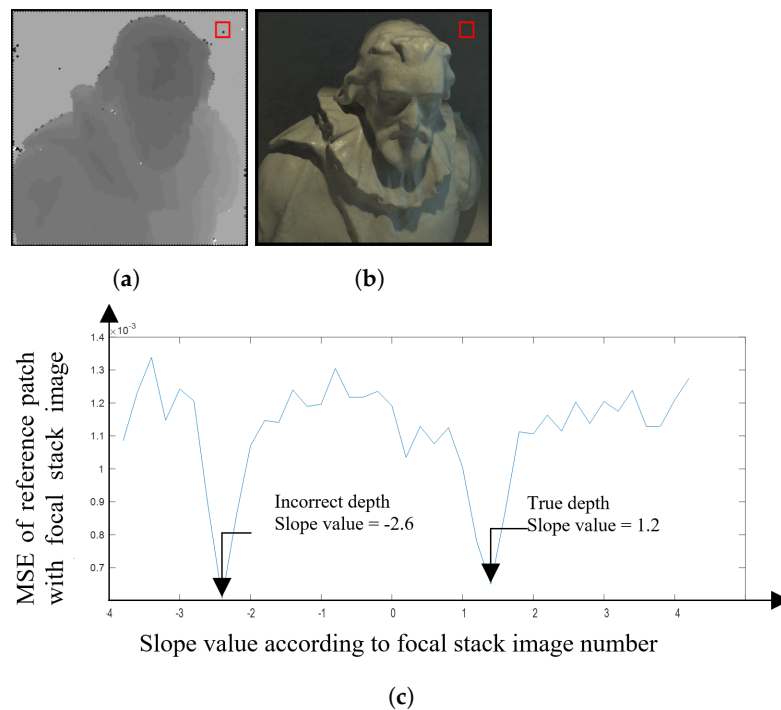 (a)
(b)
×10⁻³
1.4
1.3
1.2
1.1
1
0.9
0.8
0.7
0.6
MSE of reference patch
with focal stack image
Incorrect depth
Slope value = -2.6
True depth
Slope value = 1.2
-4
-3
-2
-1
0
1
2
3
4
Slope value according to focal stack image number
(c)